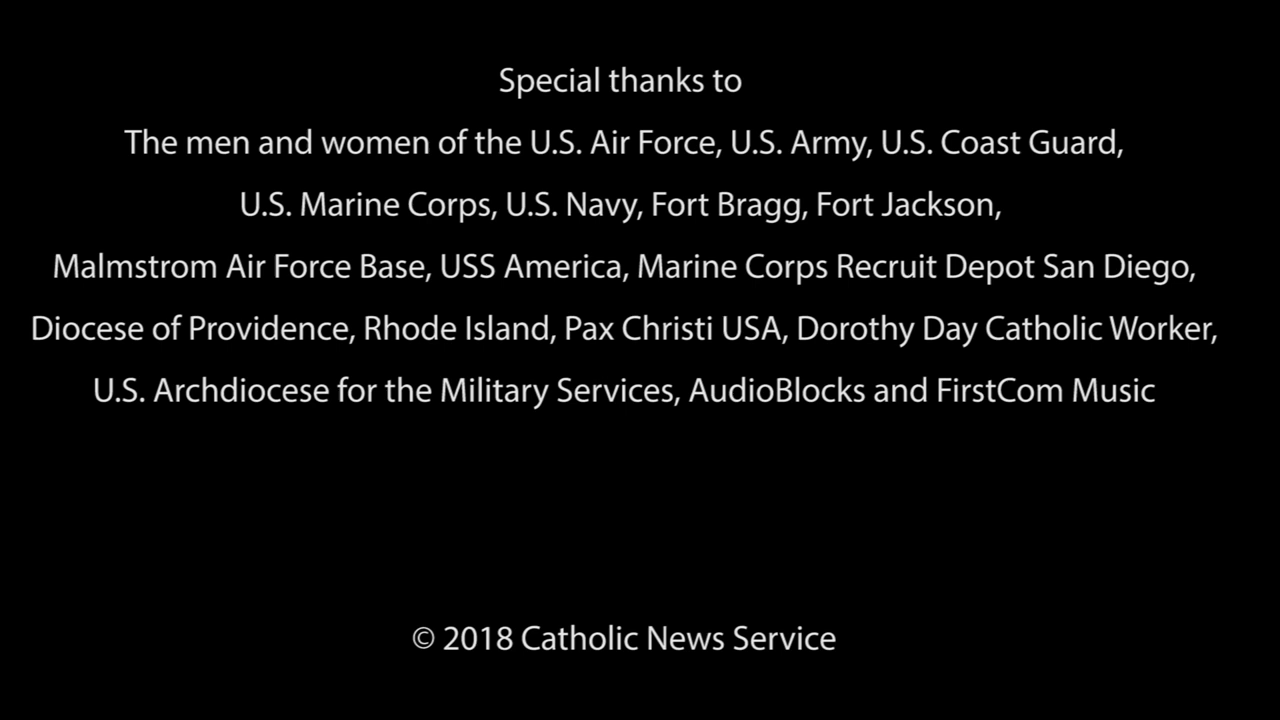 Special thanks to
The men and women of the U.S. Air Force, U.S. Army, U.S. Coast Guard,
U.S. Marine Corps, U.S. Navy, Fort Bragg, Fort Jackson,
Malmstrom Air Force Base, USS America, Marine Corps Recruit Depot San Diego,
Diocese of Providence, Rhode Island, Pax Christi USA, Dorothy Day Catholic Worker,
U.S. Archdiocese for the Military Services, AudioBlocks and FirstCom Music
© 2018 Catholic News Service